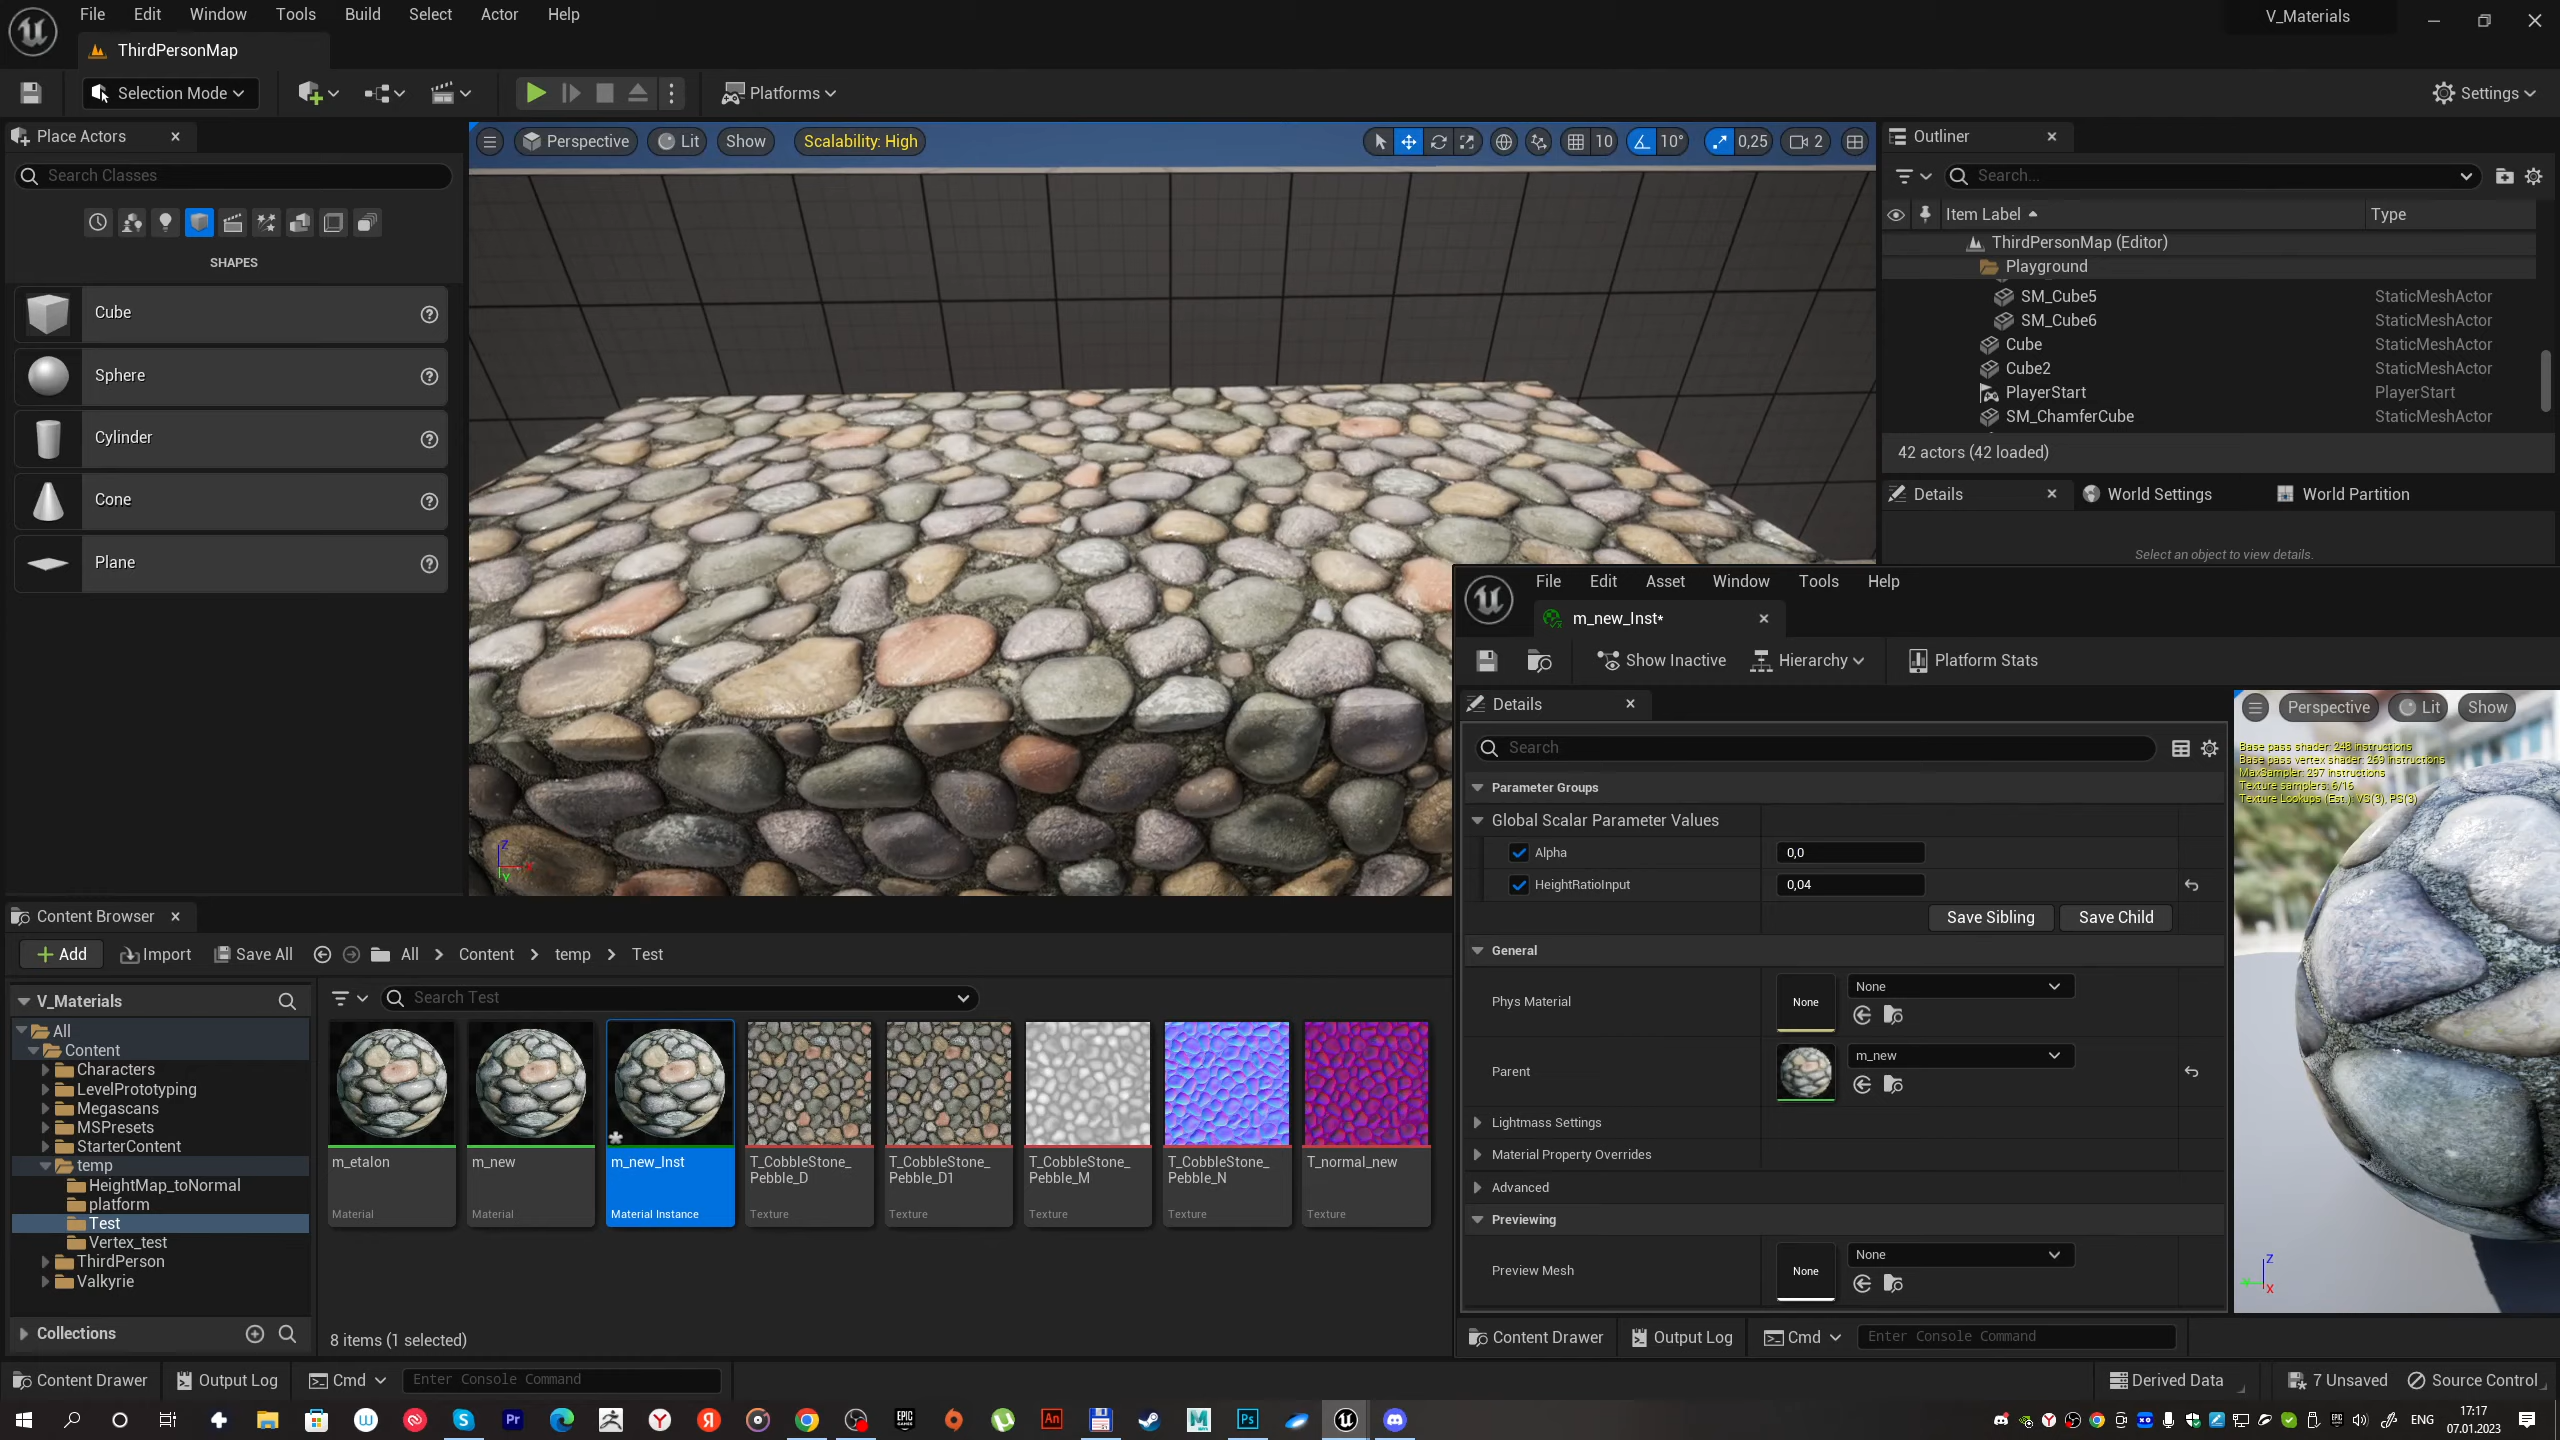 File Edit Window Tools Build Select Actor Help
V_Materials
ThirdPersonMap
Selection Mode
Platforms
Settings
Place Actors
Search Classes
SHAPES
Cube
Sphere
Cylinder
Cone
Plane
Perspective Lit Show Scalability: High
10 10° 0,25 2
Outliner
Search...
Item Label Type
ThirdPersonMap (Editor)
Playground
SM_Cube5 StaticMeshActor
SM_Cube6 StaticMeshActor
Cube StaticMeshActor
Cube2 StaticMeshActor
PlayerStart PlayerStart
SM_ChamferCube StaticMeshActor
42 actors (42 loaded)
Details World Settings World Partition
Select an object to view details.
File Edit Asset Window Tools Help
m_new_Inst*
Show Inactive Hierarchy Platform Stats
Details
Search
Parameter Groups
Global Scalar Parameter Values
Alpha 0,0
HeightRatioInput 0,04
Save Sibling Save Child
General
Phys Material None None
Parent m_new
Lightmass Settings
Material Property Overrides
Advanced
Previewing
Preview Mesh None None
Content Drawer Output Log Cmd Enter Console Command
Perspective Lit Show
Base pass shader: 248 instructions
Base pass vertex shader: 269 instructions
MaxSampler: 297 instructions
Texture samplers: 6/16
Texture Lookups (Est.): VS(3), PS(3)
Z
X
Z
Y
Content Browser
Add Import Save All All Content temp Test
V_Materials
Search Test
All
Content
Characters
LevelPrototyping
Megascans
MSPresets
StarterContent
temp
HeightMap_toNormal
platform
Test
Vertex_test
ThirdPerson
Valkyrie
Collections
m_etalon
Material
m_new
Material
m_new_Inst
Material Instance
T_CobbleStone_
Pebble_D
Texture
T_CobbleStone_
Pebble_D1
Texture
T_CobbleStone_
Pebble_M
Texture
T_CobbleStone_
Pebble_N
Texture
T_normal_new
Texture
8 items (1 selected)
Content Drawer Output Log Cmd Enter Console Command
Derived Data 7 Unsaved Source Control
Pr EPIC GAMES An Ps
ENG 17:17
07.01.2023